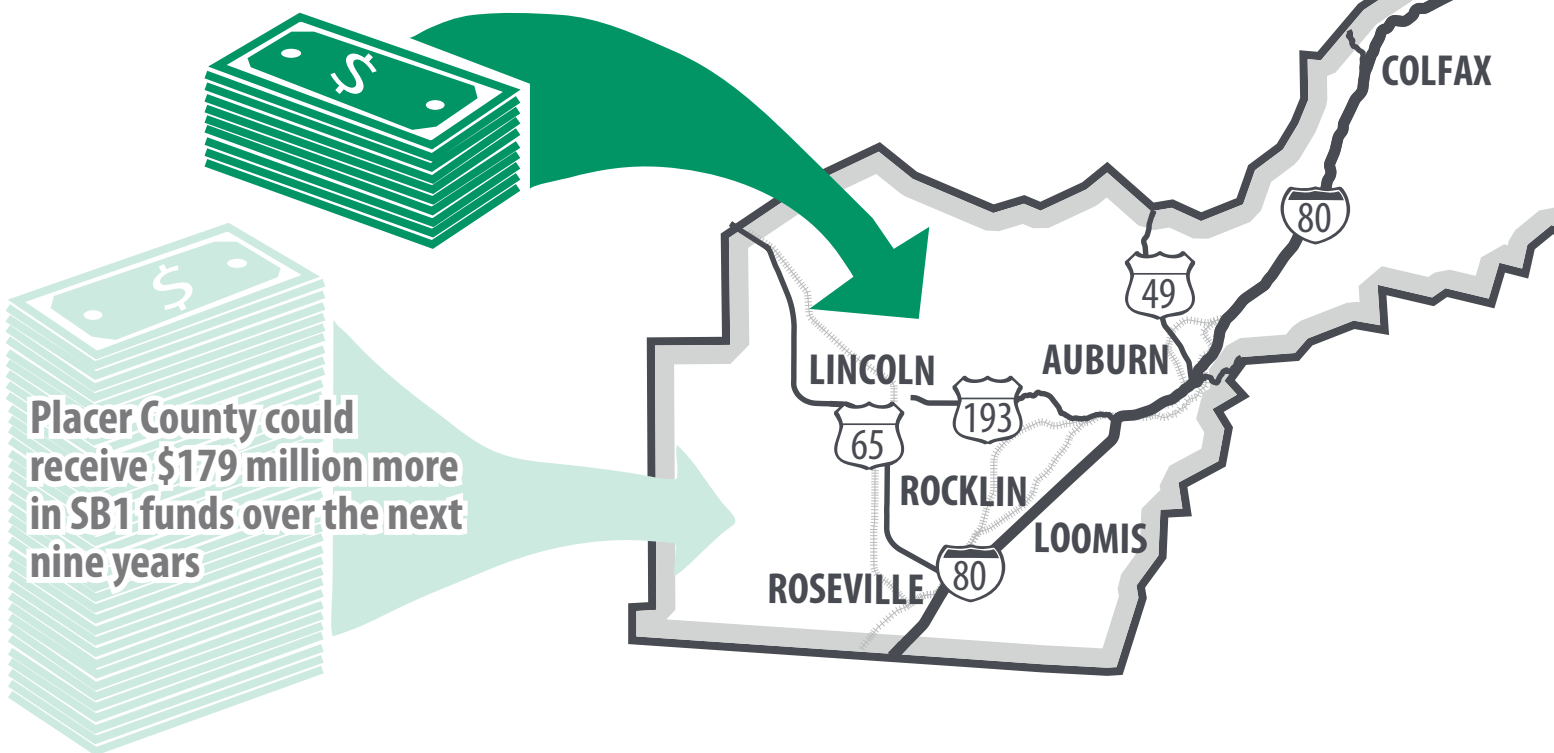 $
COLFAX
80
$
49
AUBURN
LINCOLN
193
65
Placer County could
receive $179 million more
in SB1 funds over the next
nine years
ROCKLIN
LOOMIS
80
ROSEVILLE